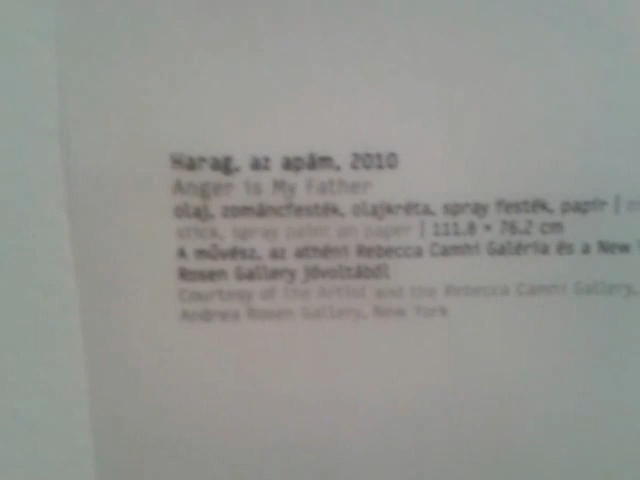 Harag, az apám, 2010
Anger is My Father
olaj, zománcfesték, olajkréta, spray festék, papír |
stick, spray paint on paper | 111.8 × 76.2 cm
A művész, az athéni Rebecca Camhi Galéria és a New
Rosen Gallery jóvoltából
Courtesy of the Artist and the Rebecca Camhi Gallery,
Andrea Rosen Gallery, New York